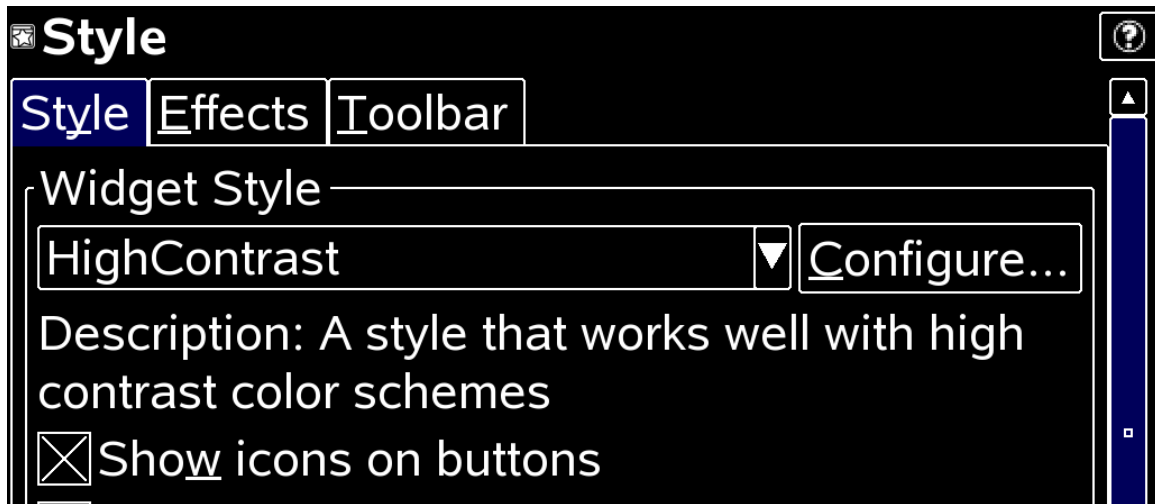 Style
Style Effects Toolbar
Widget Style
HighContrast Configure...
Description: A style that works well with high
contrast color schemes
Show icons on buttons